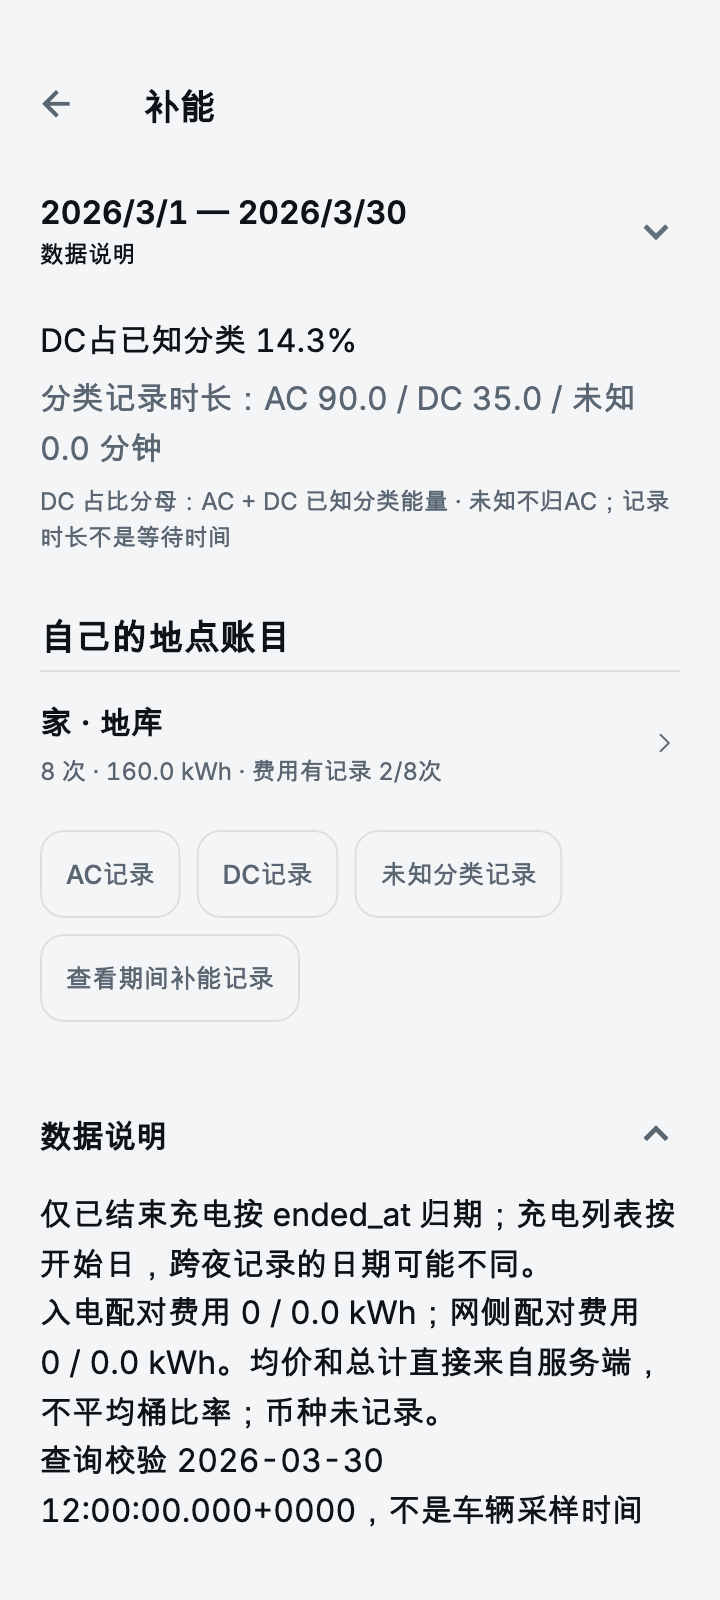 补能
2026/3/1 — 2026/3/30
数据说明
DC占已知分类 14.3%
分类记录时长：AC 90.0 / DC 35.0 / 未知
0.0 分钟
DC 占比分母：AC + DC 已知分类能量 · 未知不归AC；记录
时长不是等待时间
自己的地点账目
家 · 地库
8 次 · 160.0 kWh · 费用有记录 2/8次
AC记录
DC记录
未知分类记录
查看期间补能记录
数据说明
仅已结束充电按 ended_at 归期；充电列表按
开始日，跨夜记录的日期可能不同。
入电配对费用 0 / 0.0 kWh；网侧配对费用
0 / 0.0 kWh。均价和总计直接来自服务端，
不平均桶比率；币种未记录。
查询校验 2026-03-30
12:00:00.000+0000，不是车辆采样时间